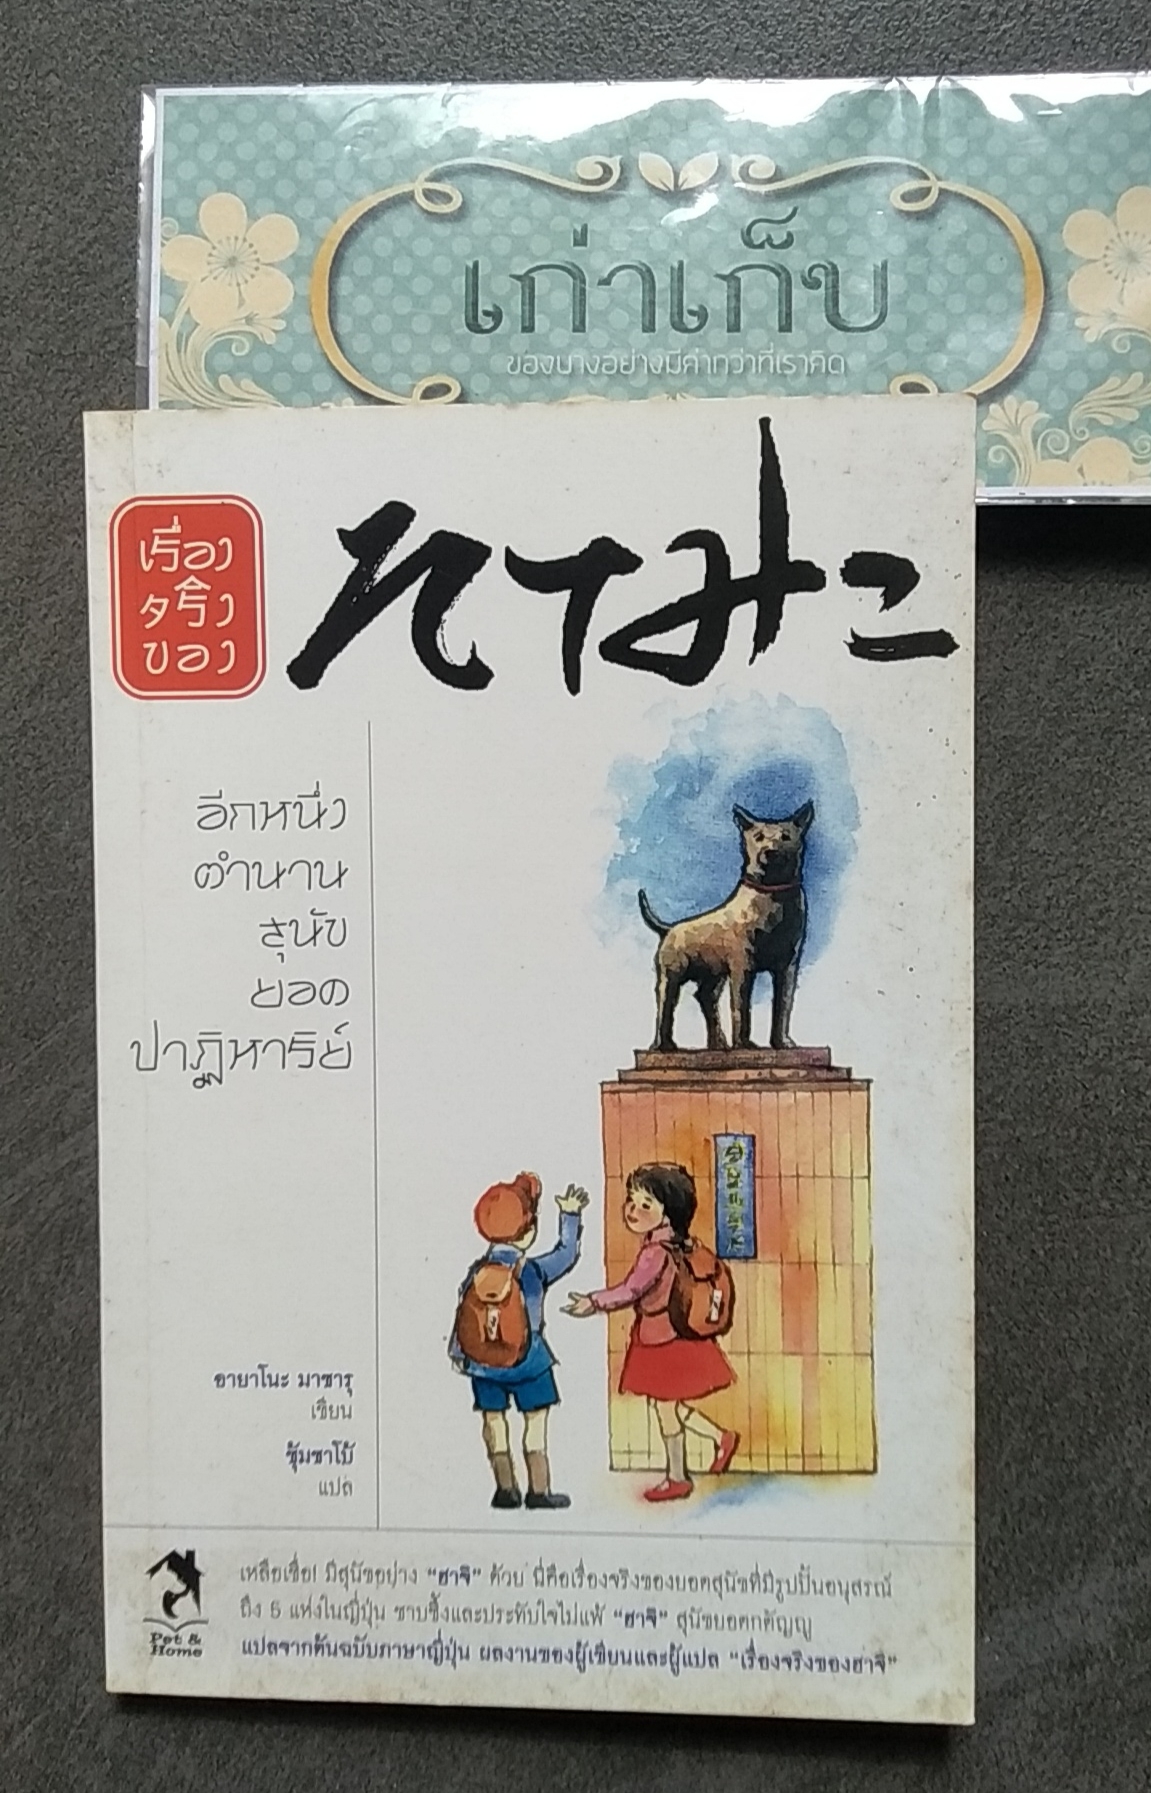 เก่าเก็บ
ของบางอย่างมีค่ากว่าที่เราคิด
เรื่อง
จริง
ของ
ทามะ
อีกหนึ่ง
ตำนาน
สุนัข
ยอด
ปาฏิหาริย์
อายาโนะ มาซารุ
เขียน
ซุ้มซาโบ้
แปล
เหลือเชื่อ! มีสุนัขอย่าง “ฮาจิ” ด้วย นี่คือเรื่องจริงของยอดสุนัขที่มีรูปปั้นอนุสรณ์
ถึง 5 แห่งในญี่ปุ่น ซาบซึ้งและประทับใจไม่แพ้ “ฮาจิ” สุนัขยอดกตัญญู
แปลจากต้นฉบับภาษาญี่ปุ่น ผลงานของผู้เขียนและผู้แปล “เรื่องจริงของฮาจิ”
Pet &
Home